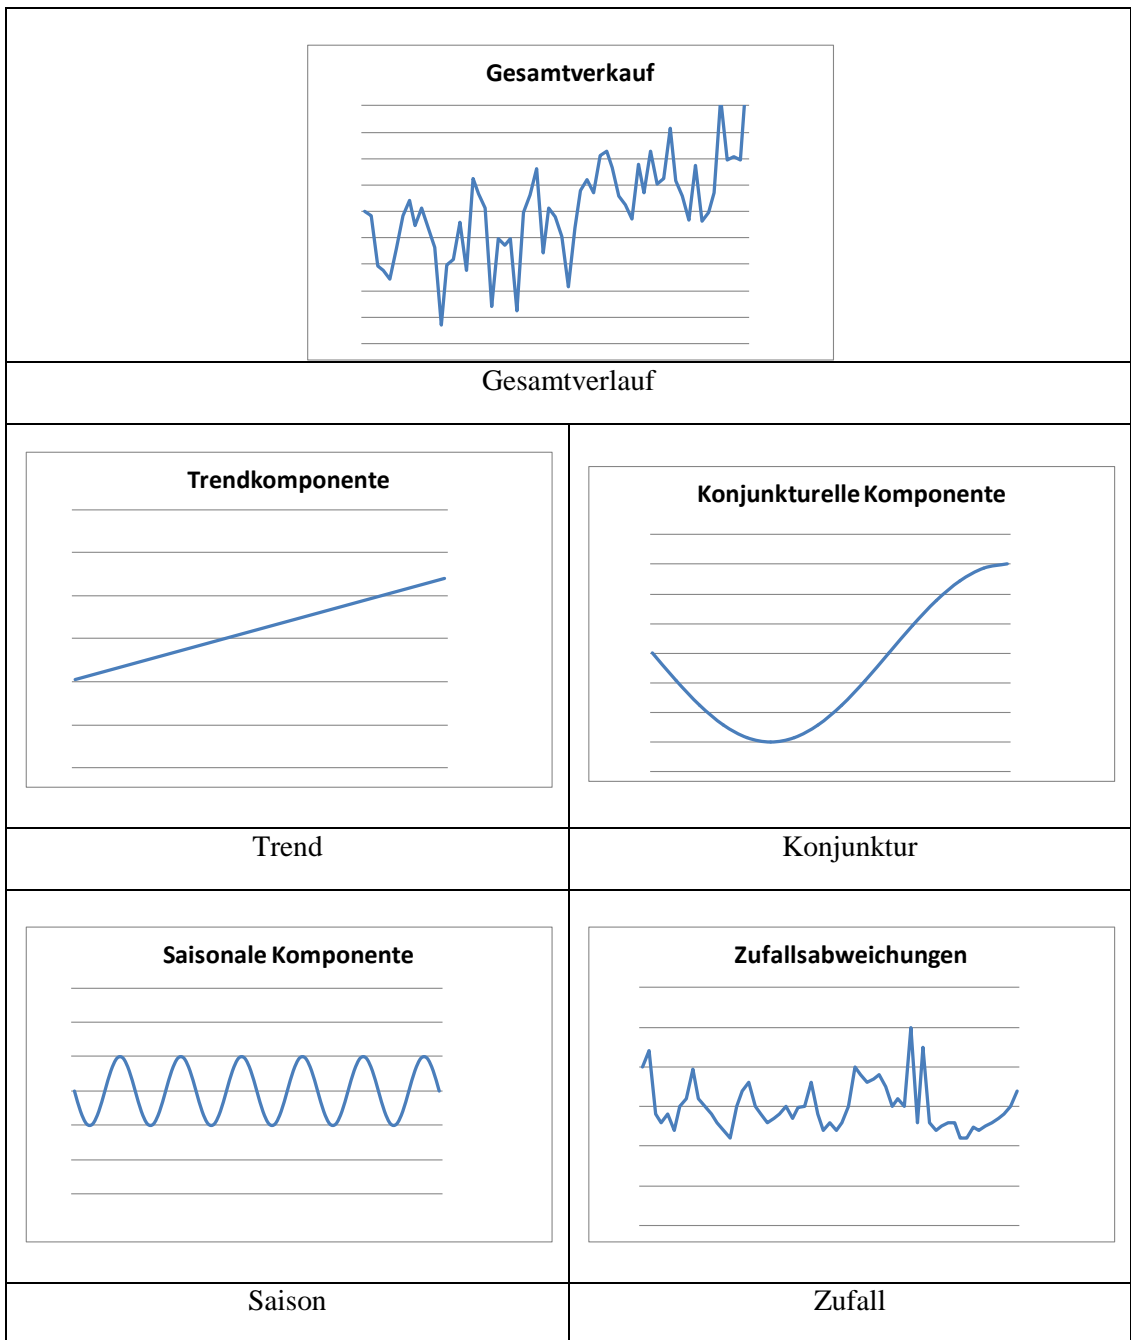 Gesamtverkauf
Gesamtverlauf
Trendkomponente
Konjunkturelle Komponente
Trend
Konjunktur
Saisonale Komponente
Zufallsabweichungen
Saison
Zufall